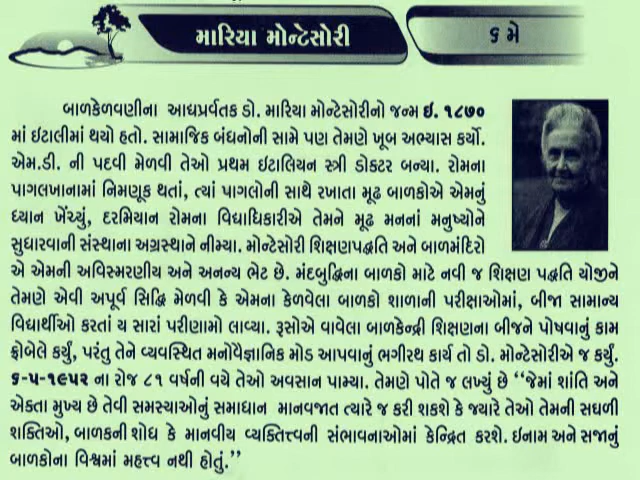 મારિયા મોન્ટેસોરી
૬ મે
બાળકેળવણીના આદ્યપ્રર્વતક ડો. મારિયા મોન્ટેસોરીનો જન્મ ઇ. ૧૮૭૦
માં ઇટાલીમાં થયો હતો. સામાજિક બંધનોની સામે પણ તેમણે ખૂબ અભ્યાસ કર્યો.
એમ.ડી. ની પદવી મેળવી તેઓ પ્રથમ ઇટાલિયન સ્ત્રી ડોકટર બન્યા. રોમના
પાગલખાનામાં નિમણૂક થતાં, ત્યાં પાગલોની સાથે રખાતા મૂઢ બાળકોએ એમનું
ધ્યાન ખેંચ્યું, દરમિયાન રોમના વિદ્યાધિકારીએ તેમને મૂઢ મનનાં મનુષ્યોને
સુધારવાની સંસ્થાના અગ્રસ્થાને નીમ્યા. મોન્ટેસોરી શિક્ષણપદ્ધતિ અને બાળમંદિરો
એ એમની અવિસ્મરણીય અને અનન્ય ભેટ છે. મંદબુદ્ધિના બાળકો માટે નવી જ શિક્ષણ પદ્ધતિ યોજીને
તેમણે એવી અપૂર્વ સિદ્ધિ મેળવી કે એમના કેળવેલા બાળકો શાળાની પરીક્ષાઓમાં, બીજા સામાન્ય
વિદ્યાર્થીઓ કરતાં ય સારાં પરીણામો લાવ્યા. રૂસોએ વાવેલા બાળકેન્દ્રી શિક્ષણના બીજને પોષવાનું કામ
ફ્રોબેલે કર્યું, પરંતુ તેને વ્યવસ્થિત મનોવૈજ્ઞાનિક મોડ આપવાનું ભગીરથ કાર્ય તો ડો. મોન્ટેસોરીએ જ કર્યું.
૬-૫-૧૯૫૨ ના રોજ ૮૧ વર્ષની વયે તેઓ અવસાન પામ્યા. તેમણે પોતે જ લખ્યું છે “જેમાં શાંતિ અને
એકતા મુખ્ય છે તેવી સમસ્યાઓનું સમાધાન માનવજાત ત્યારે જ કરી શકશે કે જ્યારે તેઓ તેમની સઘળી
શક્તિઓ, બાળકની શોધ કે માનવીય વ્યક્તિત્ત્વની સંભાવનાઓમાં કેન્દ્રિત કરશે. ઇનામ અને સજાનું
બાળકોના વિશ્વમાં મહત્ત્વ નથી હોતું.”